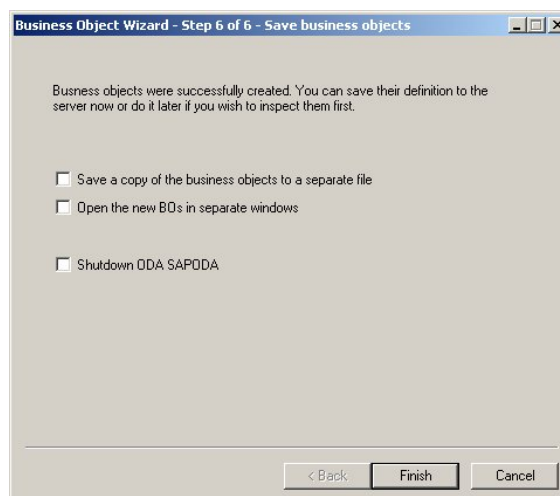 Business Object Wizard - Step 6 of 6 - Save business objects
Busness objects were successfully created. You can save their definition to the
server now or do it later if you wish to inspect them first.
Save a copy of the business objects to a separate file
Open the new BOs in separate windows
Shutdown ODA SAPODA
< Back
Finish
Cancel